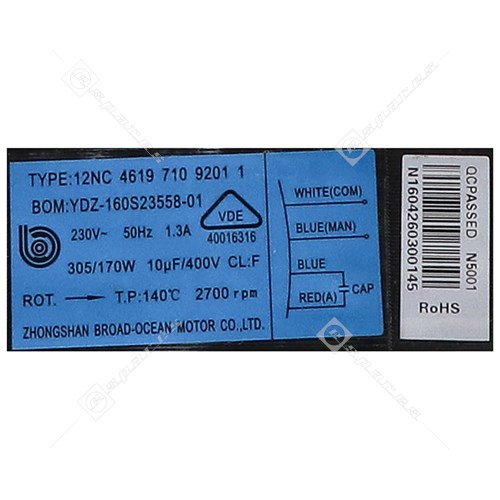 TYPE:12NC 4619 710 9201 1
BOM:YDZ-160S23558-01
VDE
230V~ 50Hz 1.3A
40016316
305/170W 10µF/400V CL:F
ROT. → T.P:140℃ 2700 rpm
ZHONGSHAN BROAD-OCEAN MOTOR CO.,LTD.
WHITE(COM)
BLUE(MAN)
BLUE
CAP
RED(A)
QCPASSED N5001
N1604260300145
RoHS